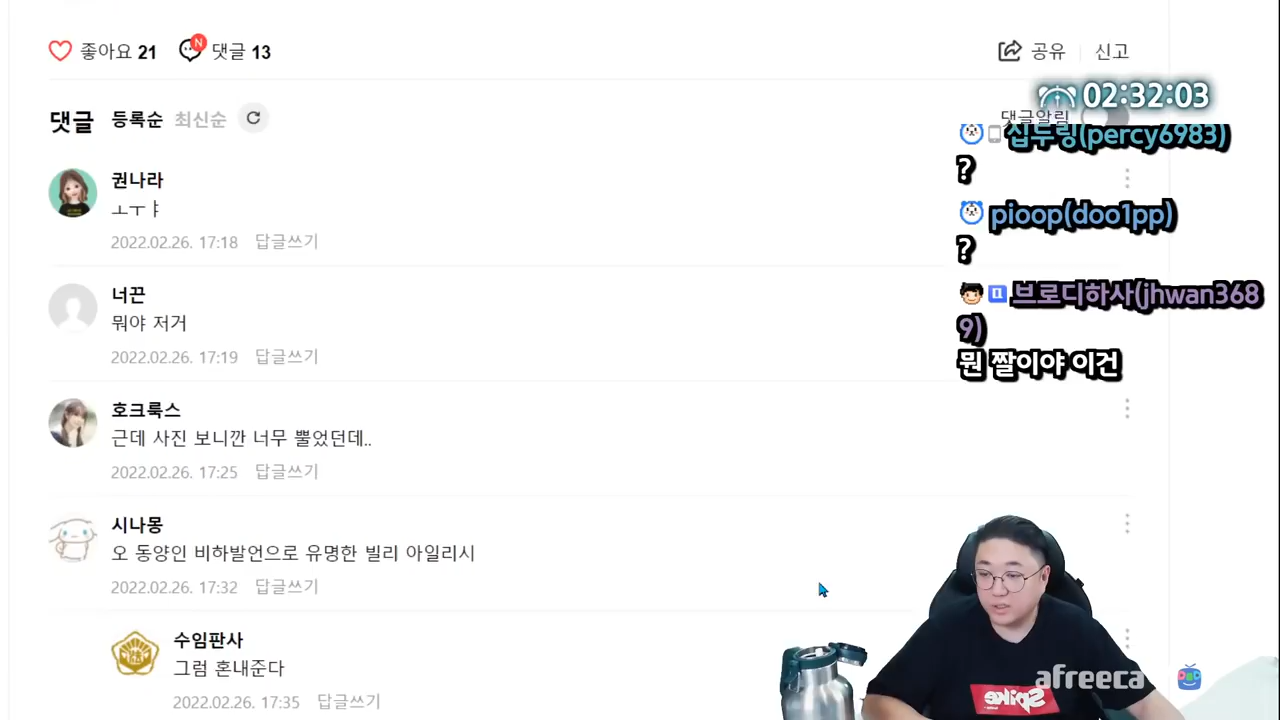 좋아요 21 댓글 13 공유 신고
N
02:32:03
댓글 등록순 최신순 댓글알림
십두링(percy6983)
?
권나라
ㅗㅜㅑ
2022.02.26. 17:18 답글쓰기
pioop(doo1pp)
?
너끈
뭐야 저거
2022.02.26. 17:19 답글쓰기
브로디하사(jhwan368
9)
뭔 짤이야 이건
호크룩스
근데 사진 보니깐 너무 뿔었던데..
2022.02.26. 17:25 답글쓰기
시나몽
오 동양인 비하발언으로 유명한 빌리 아일리시
2022.02.26. 17:32 답글쓰기
수임판사
그럼 혼내준다
2022.02.26. 17:35 답글쓰기
afreeca
Spike